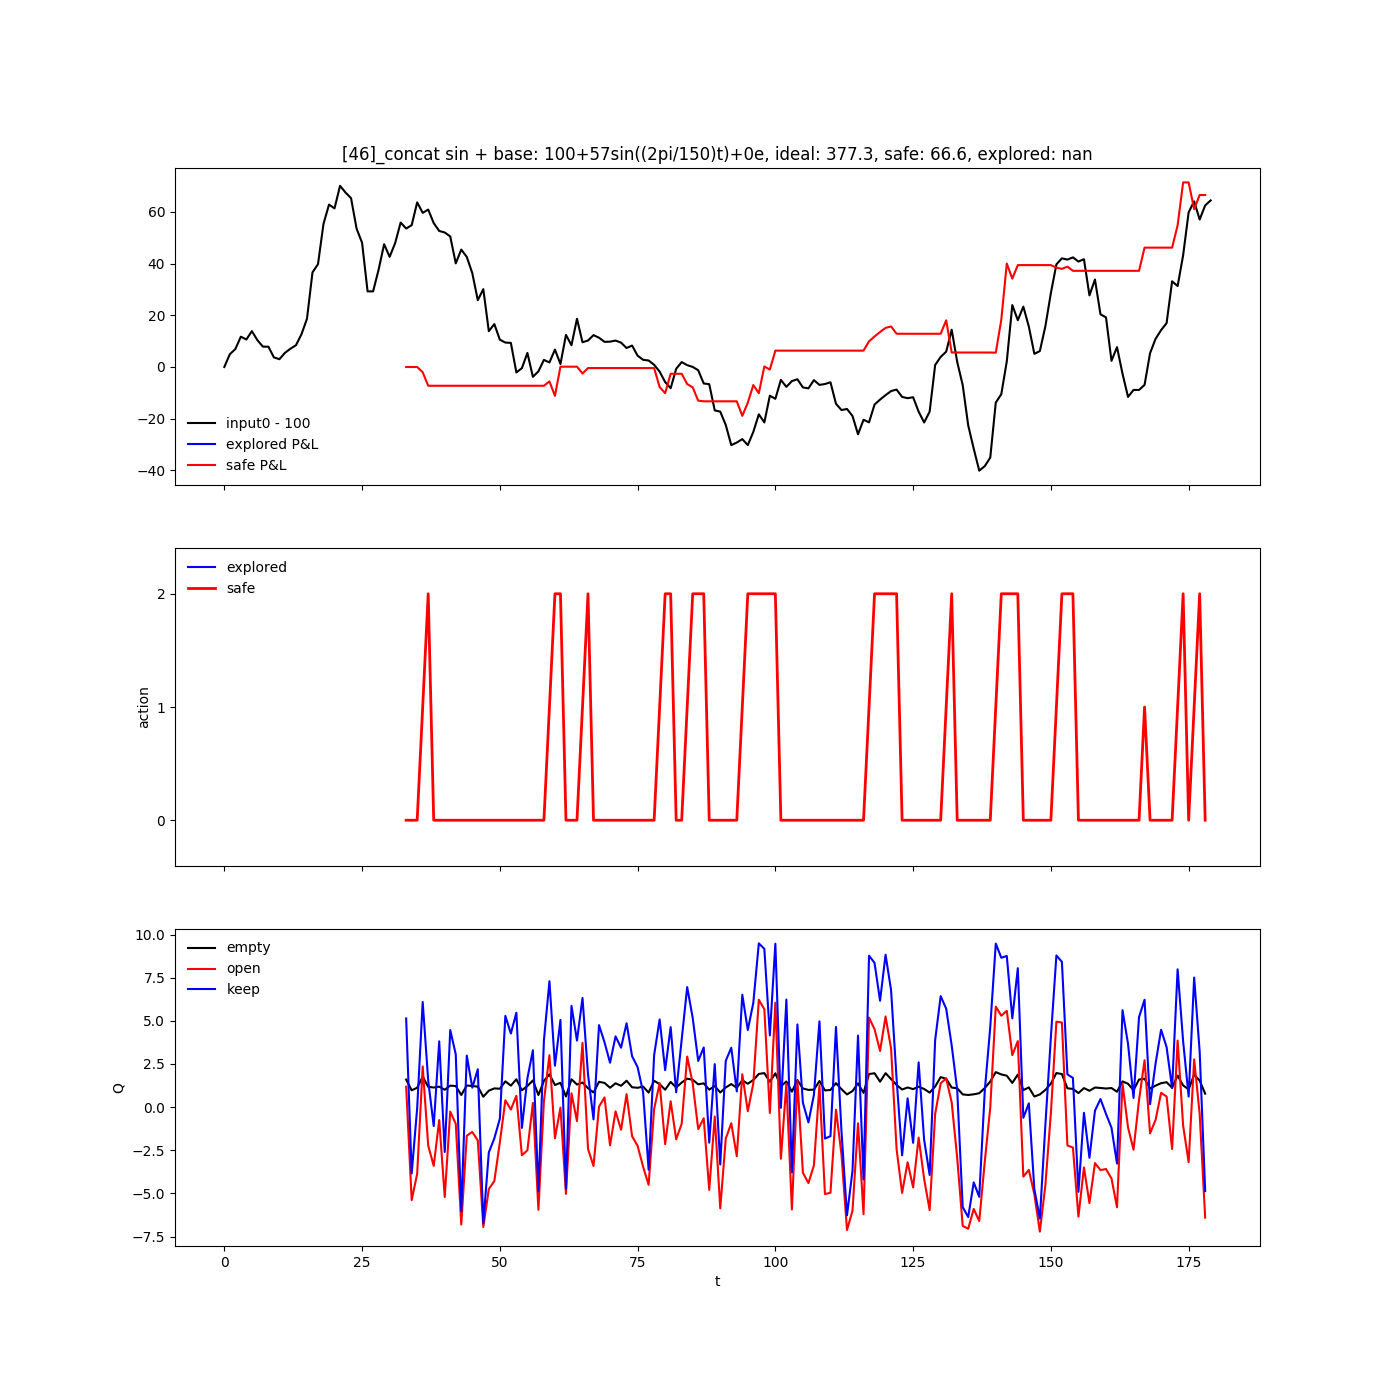 [46]_concat sin + base: 100+57sin((2pi/150)t)+0e, ideal: 377.3, safe: 66.6, explored: nan
60
40
20
0
−20
−40
input0 - 100
explored P&L
safe P&L
explored
safe
2
1
0
action
10.0
7.5
5.0
2.5
0.0
−2.5
−5.0
−7.5
Q
empty
open
keep
0 25 50 75 100 125 150 175
t